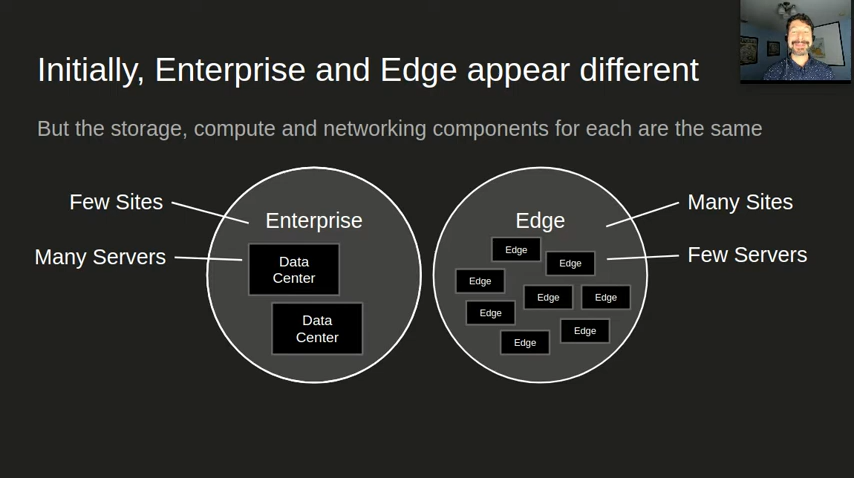 Initially, Enterprise and Edge appear different
But the storage, compute and networking components for each are the same
Few Sites
Many Servers
Enterprise
Data
Center
Data
Center
Edge
Edge
Edge
Edge
Edge
Edge
Edge
Edge
Edge
Many Sites
Few Servers